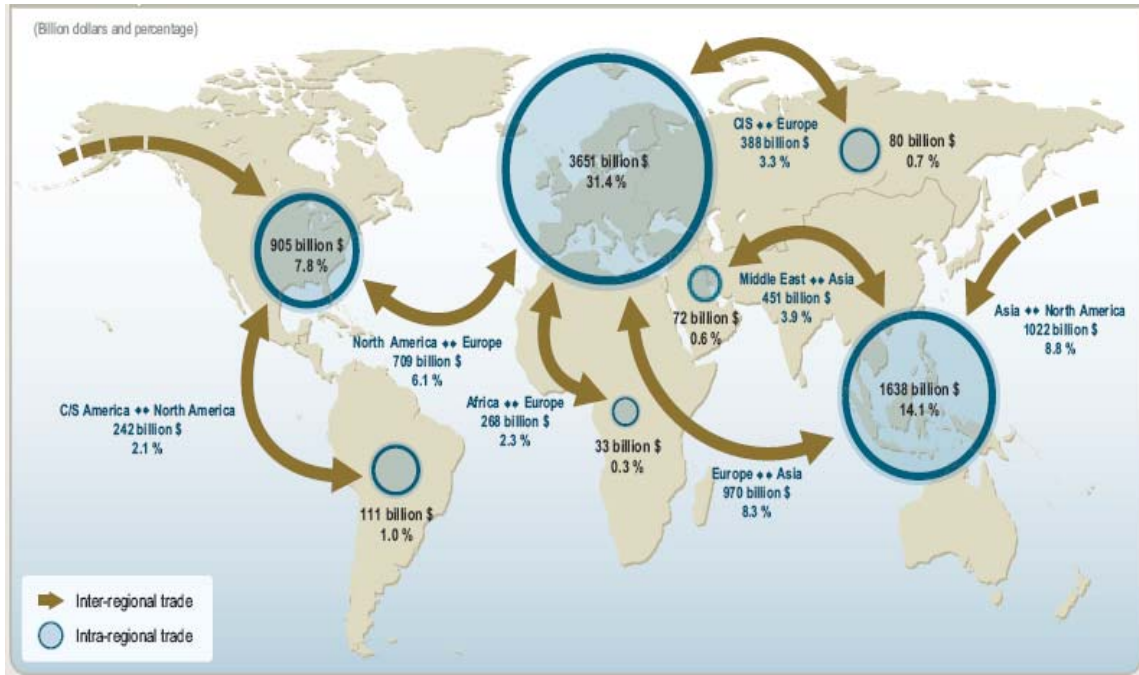 (Billion dollars and percentage)
CIS ↔ Europe
388 billion $
3.3 %
80 billion $
0.7 %
3651 billion $
31.4 %
905 billion $
7.8 %
Middle East ↔ Asia
451 billion $
3.9 %
72 billion $
0.6 %
Asia ↔ North America
1022 billion $
8.8 %
North America ↔ Europe
709 billion $
6.1 %
1638 billion $
14.1 %
C/S America ↔ North America
242 billion $
2.1 %
Africa ↔ Europe
268 billion $
2.3 %
33 billion $
0.3 %
Europe ↔ Asia
970 billion $
8.3 %
111 billion $
1.0 %
Inter-regional trade
Intra-regional trade